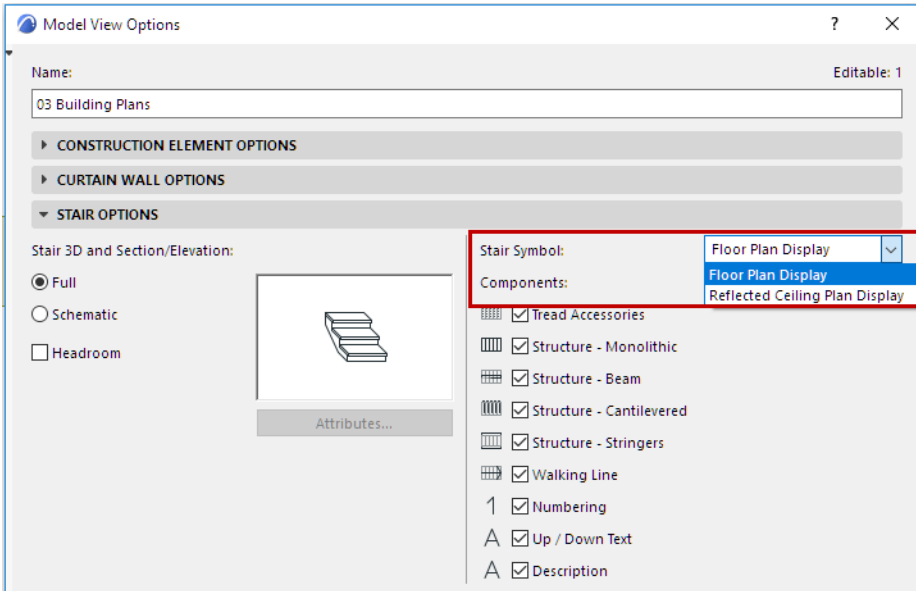 Model View Options
?
Name:
Editable: 1
03 Building Plans
CONSTRUCTION ELEMENT OPTIONS
CURTAIN WALL OPTIONS
STAIR OPTIONS
Stair 3D and Section/Elevation:
Full
Schematic
Headroom
Attributes...
Stair Symbol:
Floor Plan Display
Floor Plan Display
Reflected Ceiling Plan Display
Components:
Tread Accessories
Structure - Monolithic
Structure - Beam
Structure - Cantilevered
Structure - Stringers
Walking Line
1 Numbering
A Up / Down Text
A Description